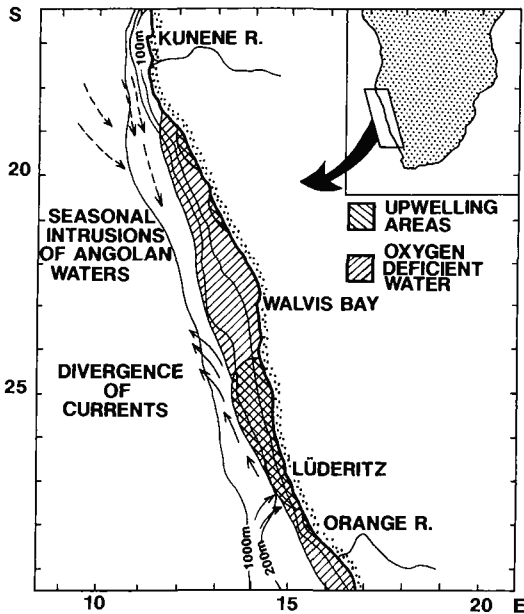 S
KUNENE R.
100m
20
SEASONAL
INTRUSIONS
OF ANGOLAN
WATERS
UPWELLING
AREAS
OXYGEN
DEFICIENT
WATER
WALVIS BAY
DIVERGENCE
OF
CURRENTS
25
LÜDERITZ
ORANGE R.
1000m
200m
10
15
20
E